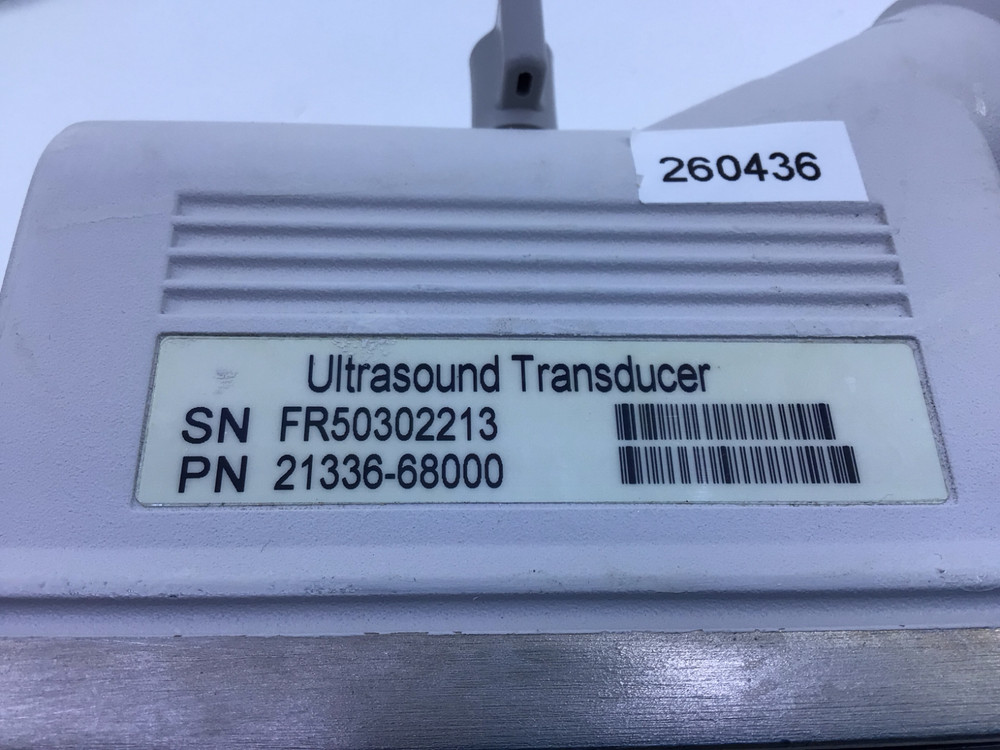 260436
Ultrasound Transducer
SN FR50302213
PN 21336-68000